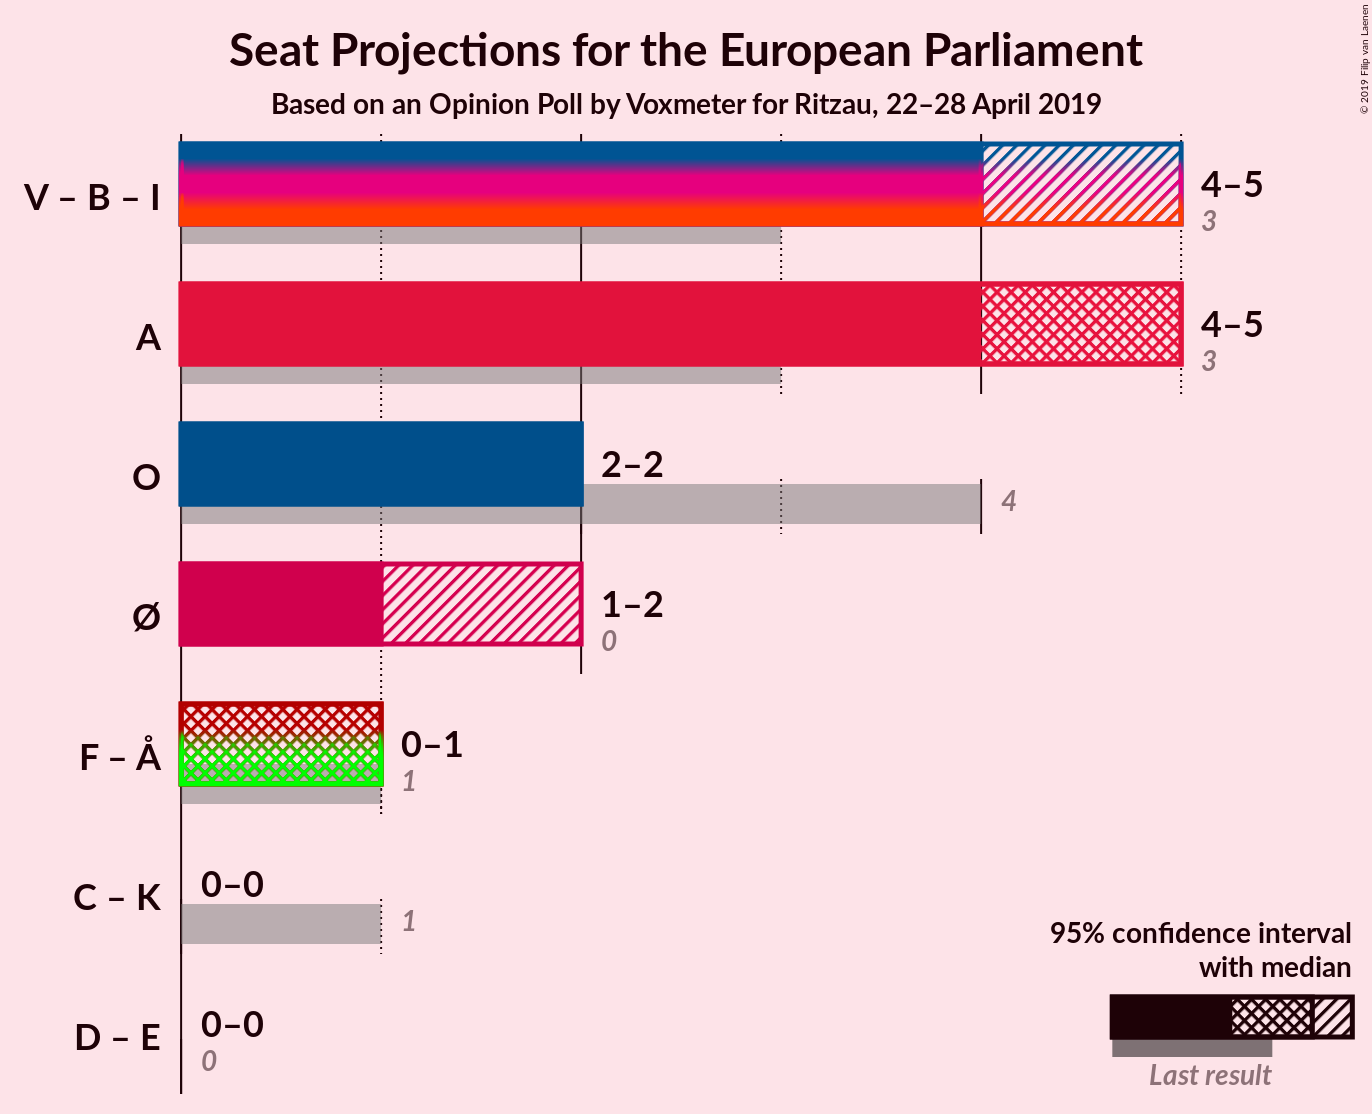 Seat Projections for the European Parliament
Based on an Opinion Poll by Voxmeter for Ritzau, 22–28 April 2019
© 2019 Filip van Laenen
V – B – I
4–5
3
A
4–5
3
O
2–2
4
Ø
1–2
0
F – Å
0–1
1
C – K
0–0
1
D – E
0–0
0
95% confidence interval
with median
Last result